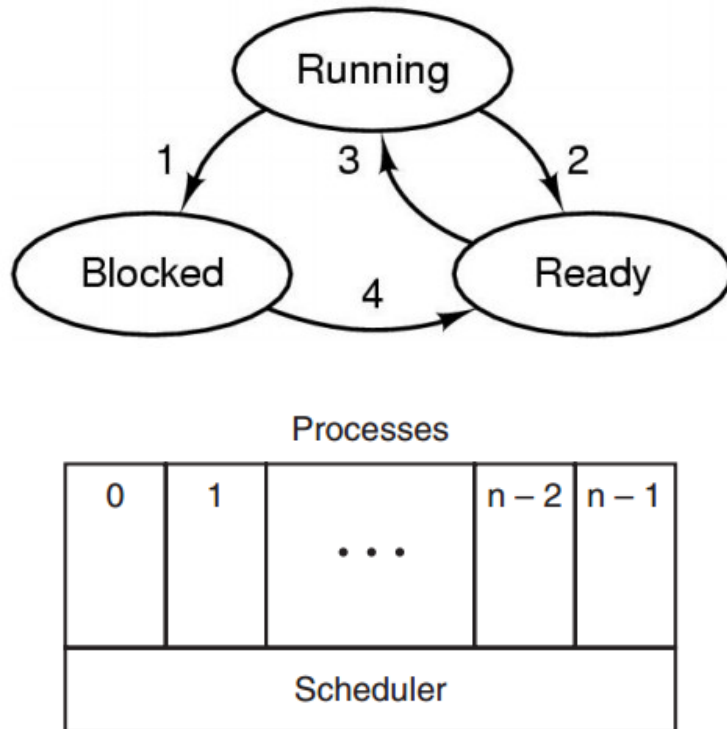 Running
1 3 2
Blocked 4 Ready
Processes
0 1 ... n – 2 n – 1
Scheduler